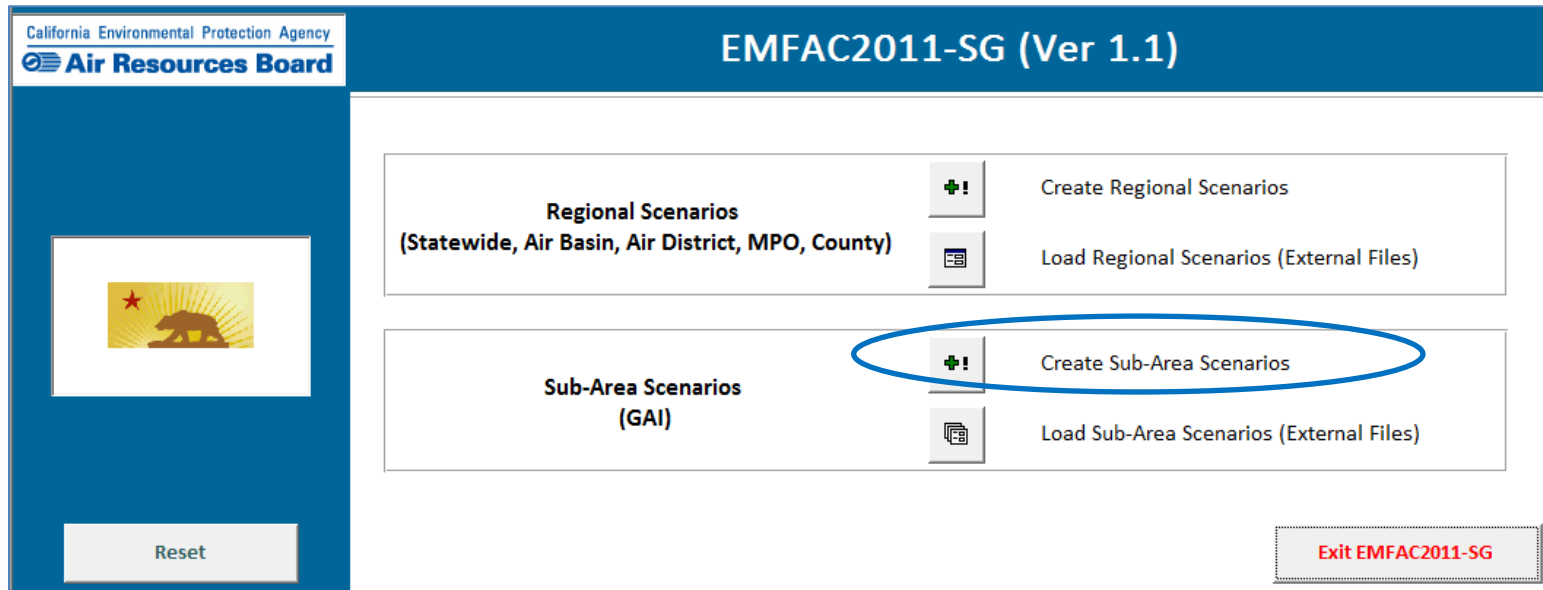 California Environmental Protection Agency
Air Resources Board
EMFAC2011-SG (Ver 1.1)
Regional Scenarios
(Statewide, Air Basin, Air District, MPO, County)
Create Regional Scenarios
Load Regional Scenarios (External Files)
Sub-Area Scenarios
(GAI)
Create Sub-Area Scenarios
Load Sub-Area Scenarios (External Files)
Reset
Exit EMFAC2011-SG